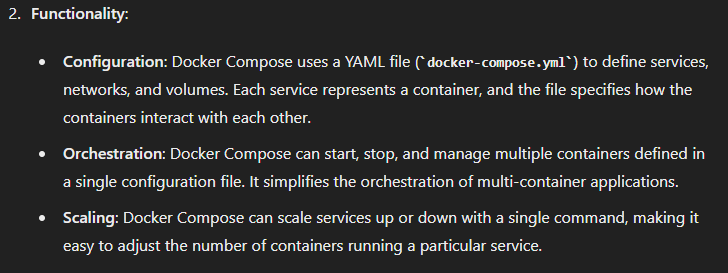 2. Functionality:
• Configuration: Docker Compose uses a YAML file (`docker-compose.yml`) to define services,
networks, and volumes. Each service represents a container, and the file specifies how the
containers interact with each other.
• Orchestration: Docker Compose can start, stop, and manage multiple containers defined in
a single configuration file. It simplifies the orchestration of multi-container applications.
• Scaling: Docker Compose can scale services up or down with a single command, making it
easy to adjust the number of containers running a particular service.